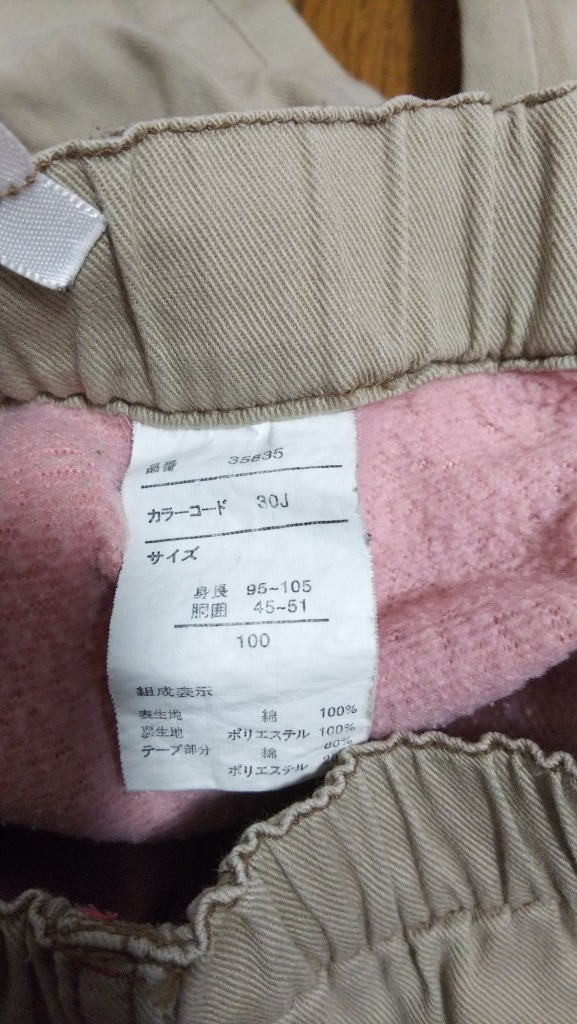 品番 35835
カラーコード 30J
サイズ
身長 95~105
胴囲 45~51
100
組成表示
表生地 綿 100%
裏生地 ポリエステル 100%
テープ部分 綿 80%
ポリエステル